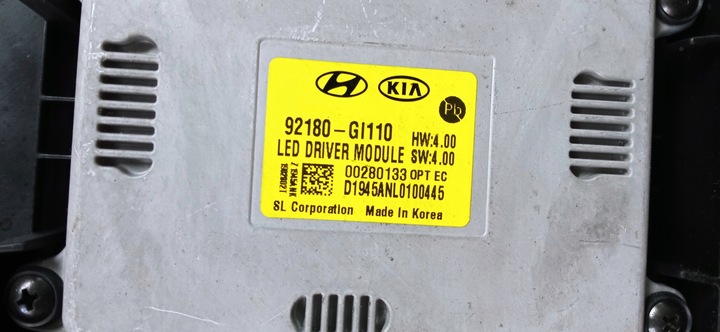 KIA
Pb
92180-GI110 HW:4.00
LED DRIVER MODULE SW:4.00
00280133 OPT EC
D1945ANL0100445
SL Corporation Made In Korea